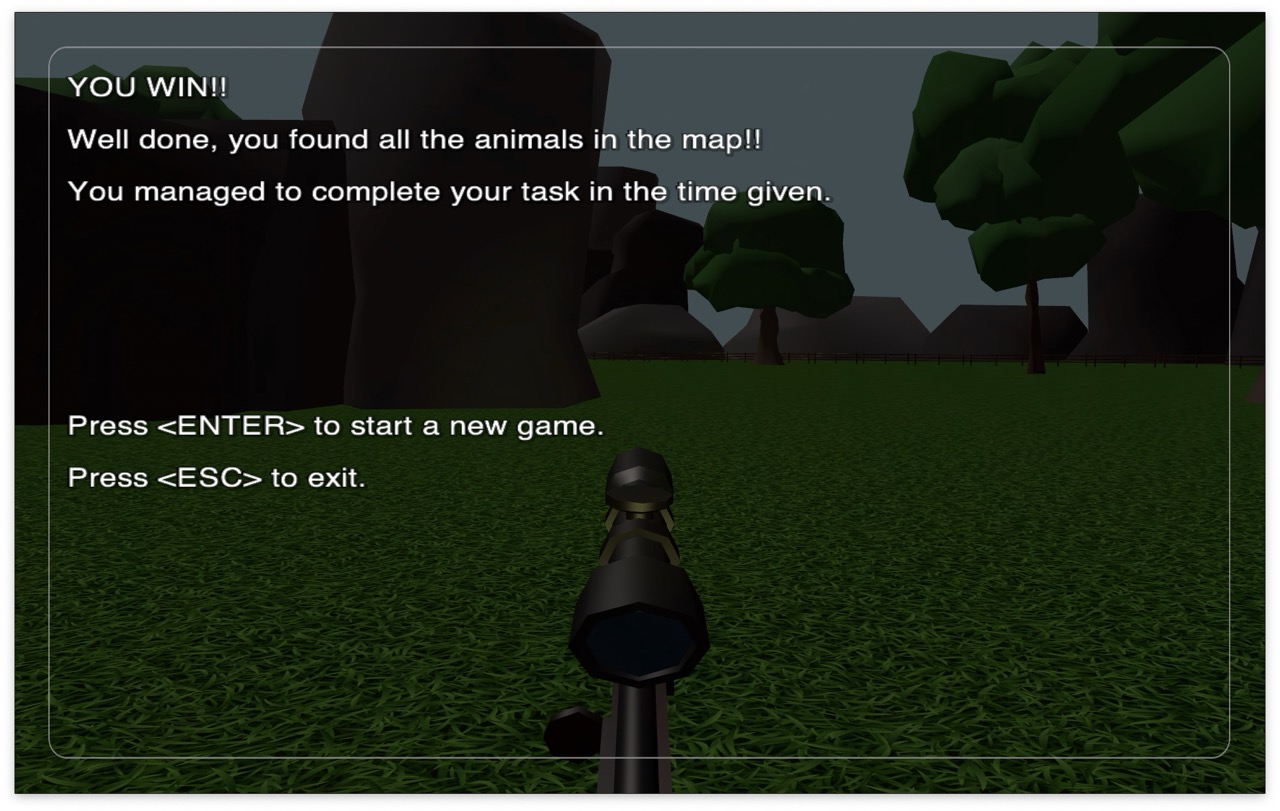 YOU WIN!!
Well done, you found all the animals in the map!!
You managed to complete your task in the time given.
Press <ENTER> to start a new game.
Press <ESC> to exit.